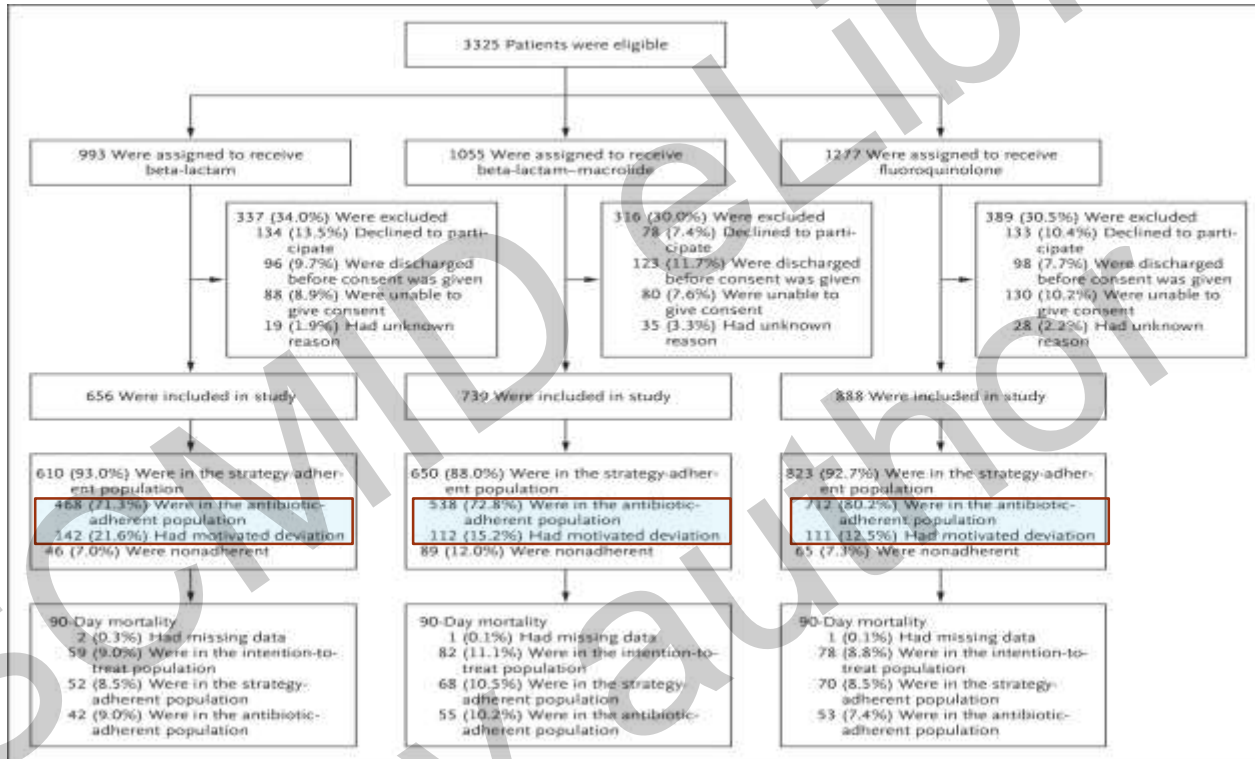 3325 Patients were eligible
993 Were assigned to receive
beta-lactam
1055 Were assigned to receive
beta-lactam–macrolide
1277 Were assigned to receive
fluoroquinolone
337 (34.0%) Were excluded
134 (13.5%) Declined to parti-
cipate
96 (9.7%) Were discharged
before consent was given
88 (8.9%) Were unable to
give consent
19 (1.9%) Had unknown
reason
316 (30.0%) Were excluded
78 (7.4%) Declined to partic-
ipate
123 (11.7%) Were discharged
before consent was given
80 (7.6%) Were unable to
give consent
35 (3.3%) Had unknown
reason
389 (30.5%) Were excluded
133 (10.4%) Declined to partic-
ipate
98 (7.7%) Were discharged
before consent was given
130 (10.2%) Were unable to
give consent
28 (2.2%) Had unknown
reason
656 Were included in study
739 Were included in study
888 Were included in study
610 (93.0%) Were in the strategy-adher-
ent population
468 (71.3%) Were in the antibiotic-
adherent population
142 (21.6%) Had motivated deviation
46 (7.0%) Were nonadherent
650 (88.0%) Were in the strategy-adher-
ent population
538 (72.8%) Were in the antibiotic-
adherent population
112 (15.2%) Had motivated deviation
89 (12.0%) Were nonadherent
823 (92.7%) Were in the strategy-adher-
ent population
712 (80.2%) Were in the antibiotic-
adherent population
111 (12.5%) Had motivated deviation
65 (7.3%) Were nonadherent
90-Day mortality
2 (0.3%) Had missing data
59 (9.0%) Were in the intention-to-
treat population
52 (8.5%) Were in the strategy-
adherent population
42 (9.0%) Were in the antibiotic-
adherent population
90-Day mortality
1 (0.1%) Had missing data
82 (11.1%) Were in the intention-to-
treat population
68 (10.5%) Were in the strategy-
adherent population
55 (10.2%) Were in the antibiotic-
adherent population
90-Day mortality
1 (0.1%) Had missing data
78 (8.8%) Were in the intention-to-
treat population
70 (8.5%) Were in the strategy-
adherent population
53 (7.4%) Were in the antibiotic-
adherent population
author